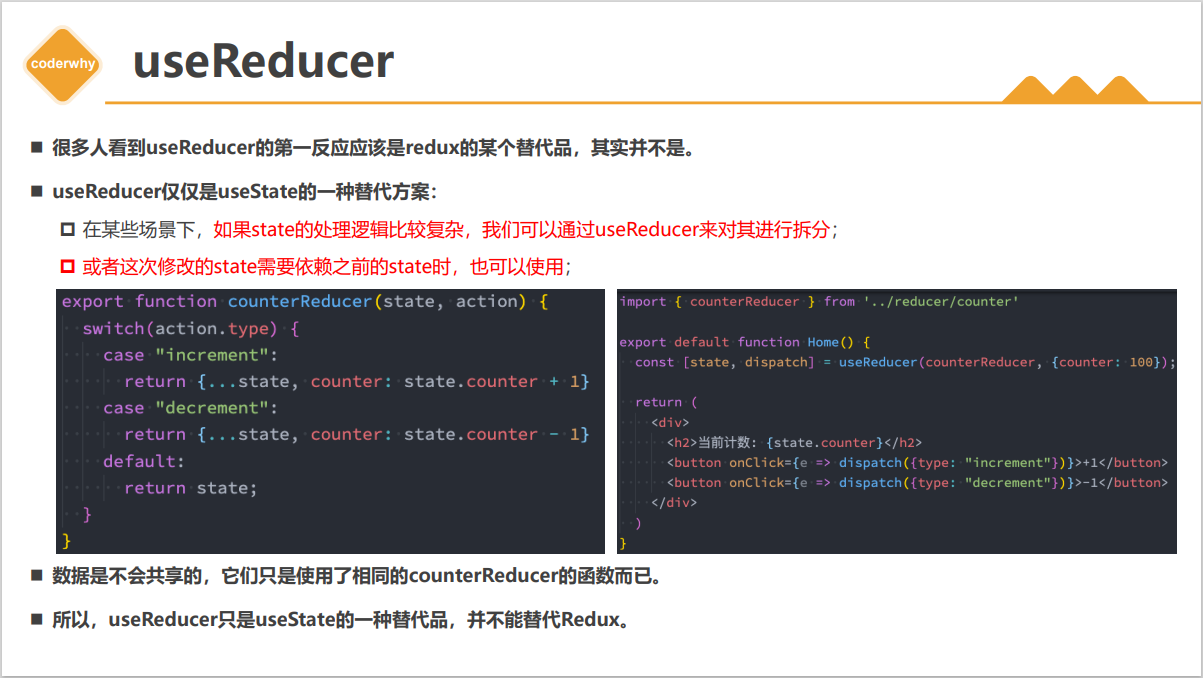 coderwhy
useReducer
很多人看到useReducer的第一反应应该是redux的某个替代品，其实并不是。
useReducer仅仅是useState的一种替代方案：
在某些场景下，如果state的处理逻辑比较复杂，我们可以通过useReducer来对其进行拆分；
或者这次修改的state需要依赖之前的state时，也可以使用；
export function counterReducer(state, action) {
  switch(action.type) {
    case "increment":
      return {...state, counter: state.counter + 1}
    case "decrement":
      return {...state, counter: state.counter - 1}
    default:
      return state;
  }
}
import { counterReducer } from '../reducer/counter'
export default function Home() {
  const [state, dispatch] = useReducer(counterReducer, {counter: 100});
  return (
    <div>
      <h2>当前计数: {state.counter}</h2>
      <button onClick={e => dispatch({type: "increment"})}>+1</button>
      <button onClick={e => dispatch({type: "decrement"})}>-1</button>
    </div>
  )
}
数据是不会共享的，它们只是使用了相同的counterReducer的函数而已。
所以，useReducer只是useState的一种替代品，并不能替代Redux。